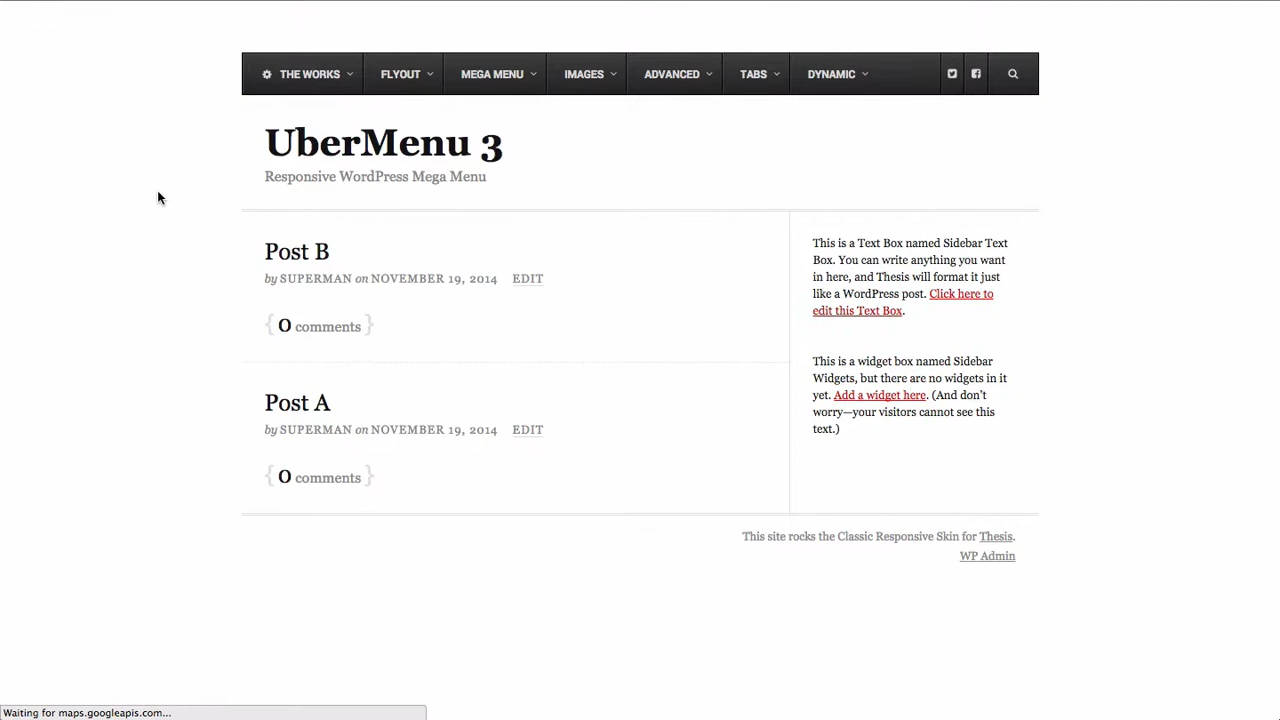 THE WORKS FLYOUT MEGA MENU IMAGES ADVANCED TABS DYNAMIC
UberMenu 3
Responsive WordPress Mega Menu
Post B
by SUPERMAN on NOVEMBER 19, 2014 EDIT
{ 0 comments }
Post A
by SUPERMAN on NOVEMBER 19, 2014 EDIT
{ 0 comments }
This is a Text Box named Sidebar Text
Box. You can write anything you want
in here, and Thesis will format it just
like a WordPress post. Click here to
edit this Text Box.
This is a widget box named Sidebar
Widgets, but there are no widgets in it
yet. Add a widget here. (And don't
worry—your visitors cannot see this
text.)
This site rocks the Classic Responsive Skin for Thesis.
WP Admin
Waiting for maps.googleapis.com...